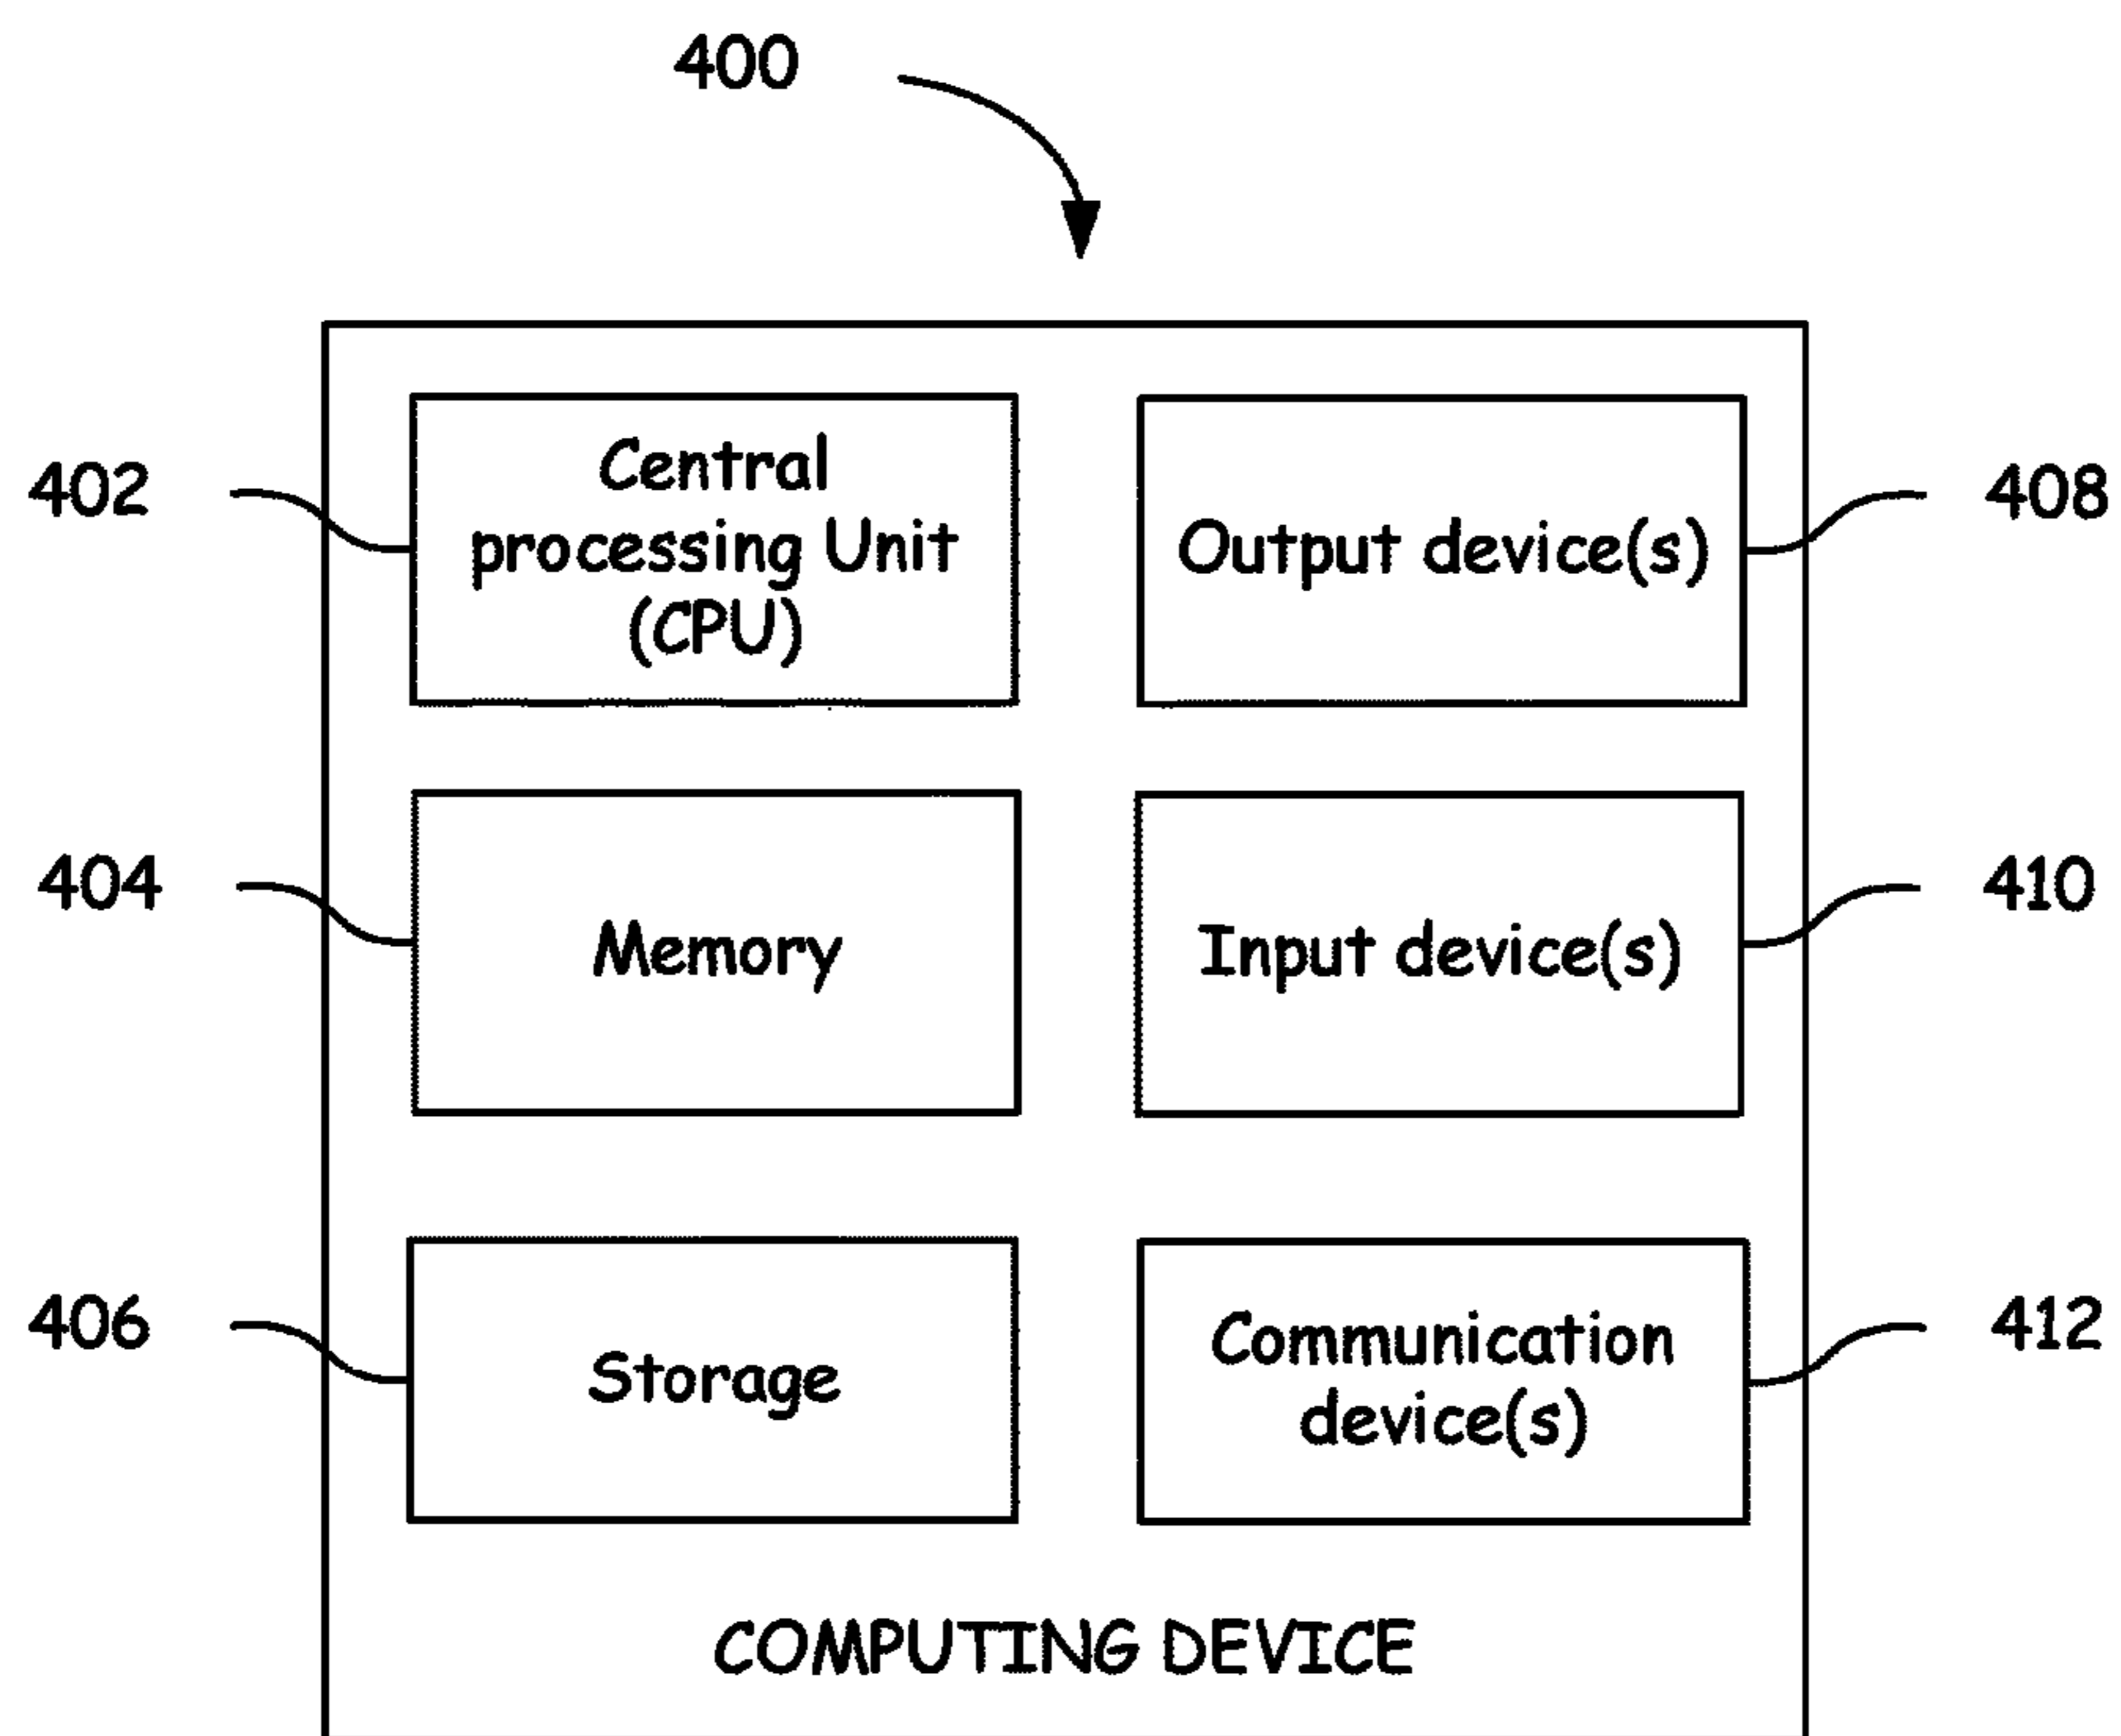 400
402
Central
processing Unit
(CPU)
Output device(s)
408
404
Memory
Input device(s)
410
406
Storage
Communication
device(s)
412
COMPUTING DEVICE